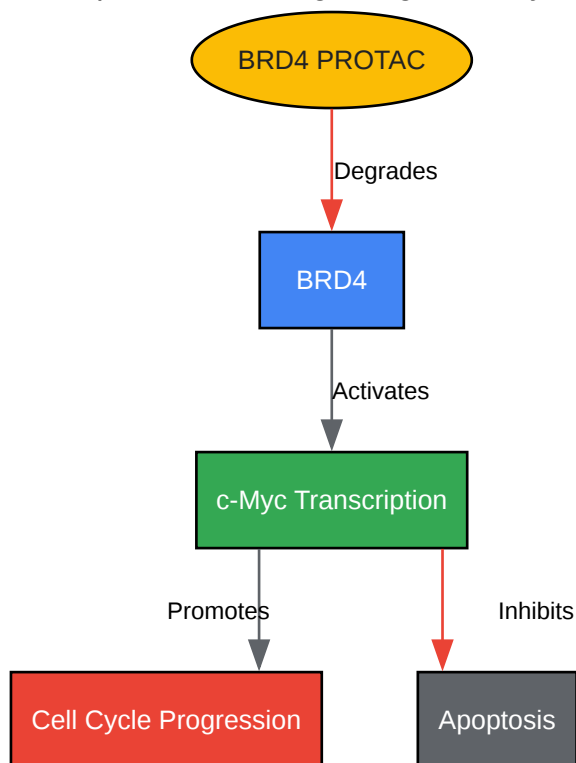 BRD4 PROTAC
Degrades
BRD4
Activates
c-Myc Transcription
Promotes
Inhibits
Cell Cycle Progression
Apoptosis